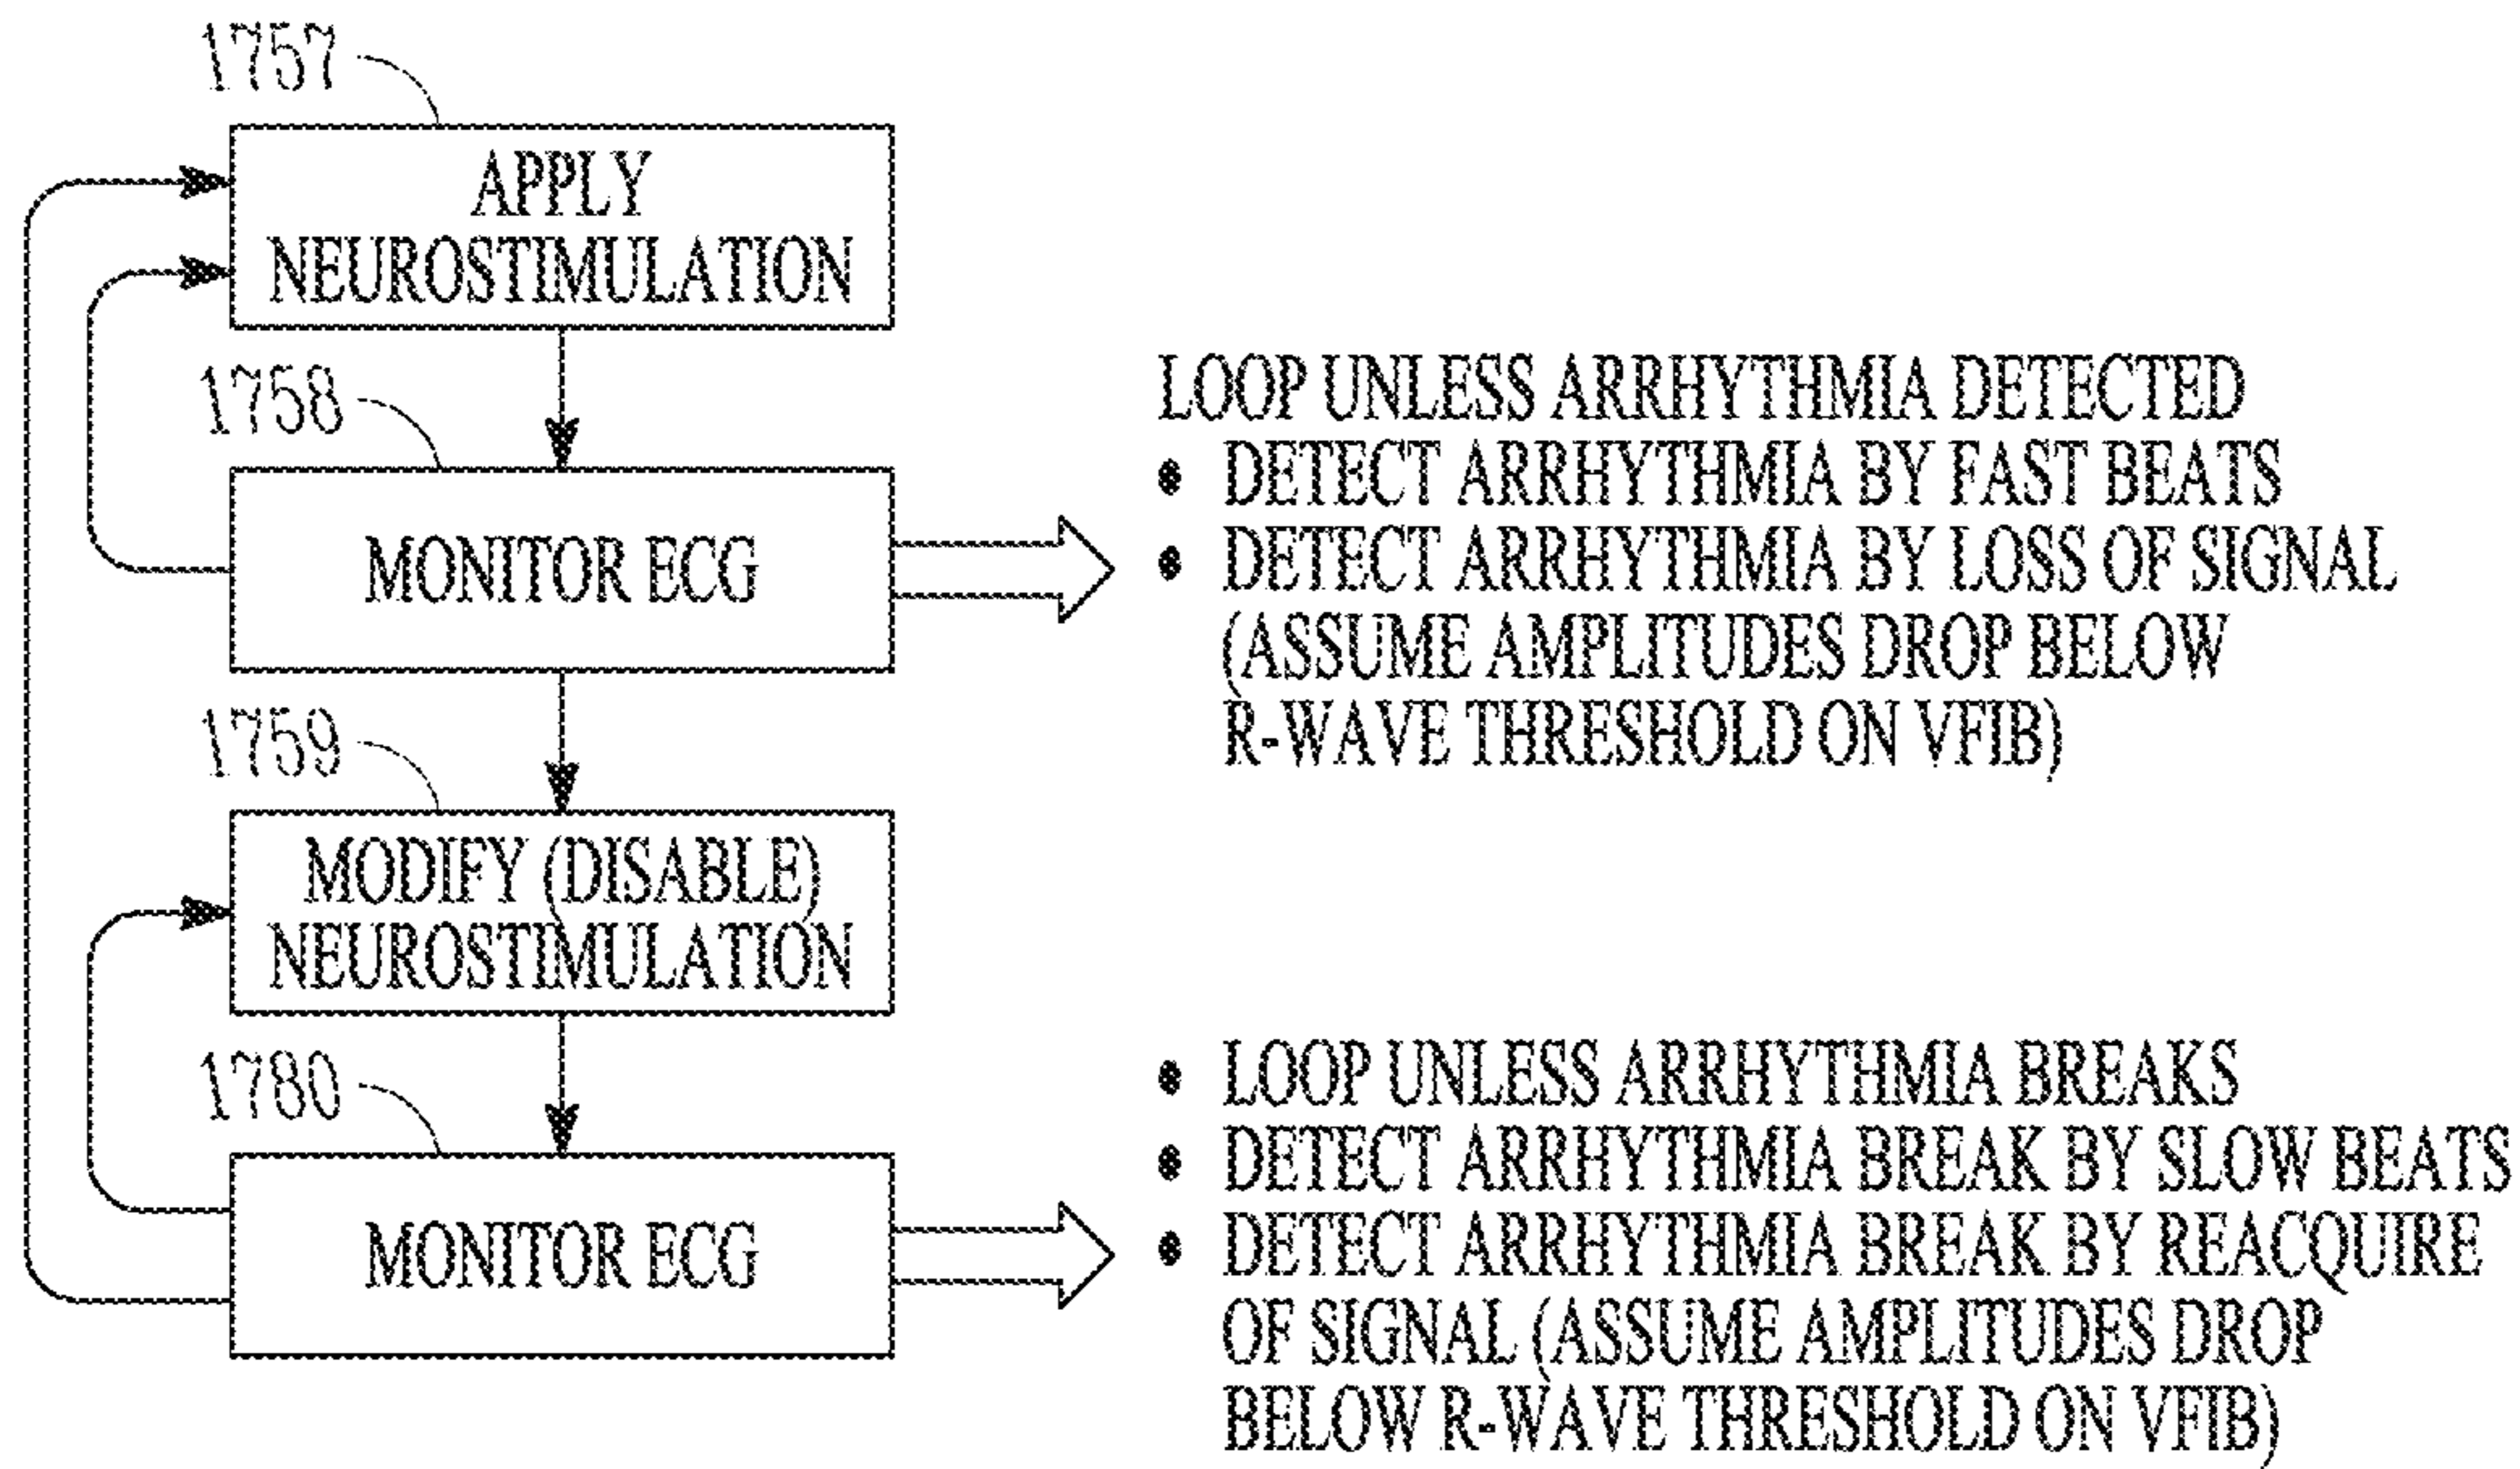 1757
APPLY
NEUROSTIMULATION
1758
MONITOR ECG
LOOP UNLESS ARRHYTHMIA DETECTED
• DETECT ARRHYTHMIA BY FAST BEATS
• DETECT ARRHYTHMIA BY LOSS OF SIGNAL
(ASSUME AMPLITUDES DROP BELOW
R-WAVE THRESHOLD ON VFIB)
1759
MODIFY (DISABLE)
NEUROSTIMULATION
1780
MONITOR ECG
• LOOP UNLESS ARRHYTHMIA BREAKS
• DETECT ARRHYTHMIA BREAK BY SLOW BEATS
• DETECT ARRHYTHMIA BREAK BY REACQUIRE
OF SIGNAL (ASSUME AMPLITUDES DROP
BELOW R-WAVE THRESHOLD ON VFIB)